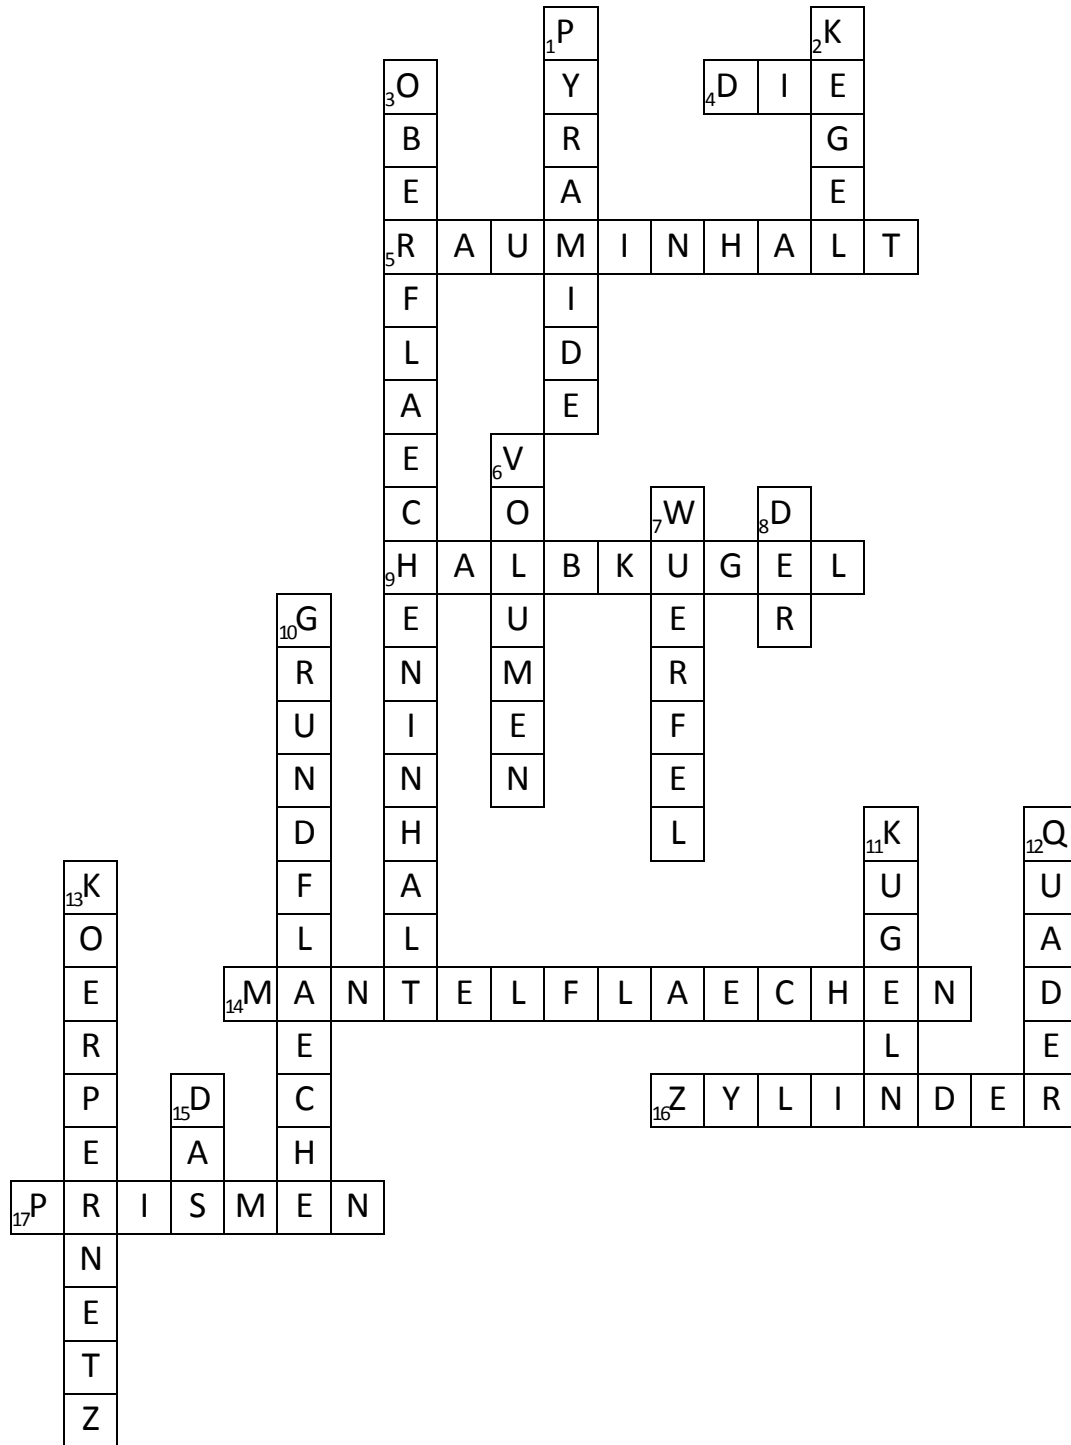 1P 2K
3O Y 4D I E
B R G
E A E
5R A U M I N H A L T
F I
L D
A E
E 6V
C O 7W 8D
9H A L B K U G E L
10G E U E R
R N M R
U I E F
N N N E
D H L 11K 12Q
13K F A U U
O L L G A
E 14M A N T E L F L A E C H E N D
R E L E
P 15D C 16Z Y L I N D E R
E A H
17P R I S M E N
N
E
T
Z